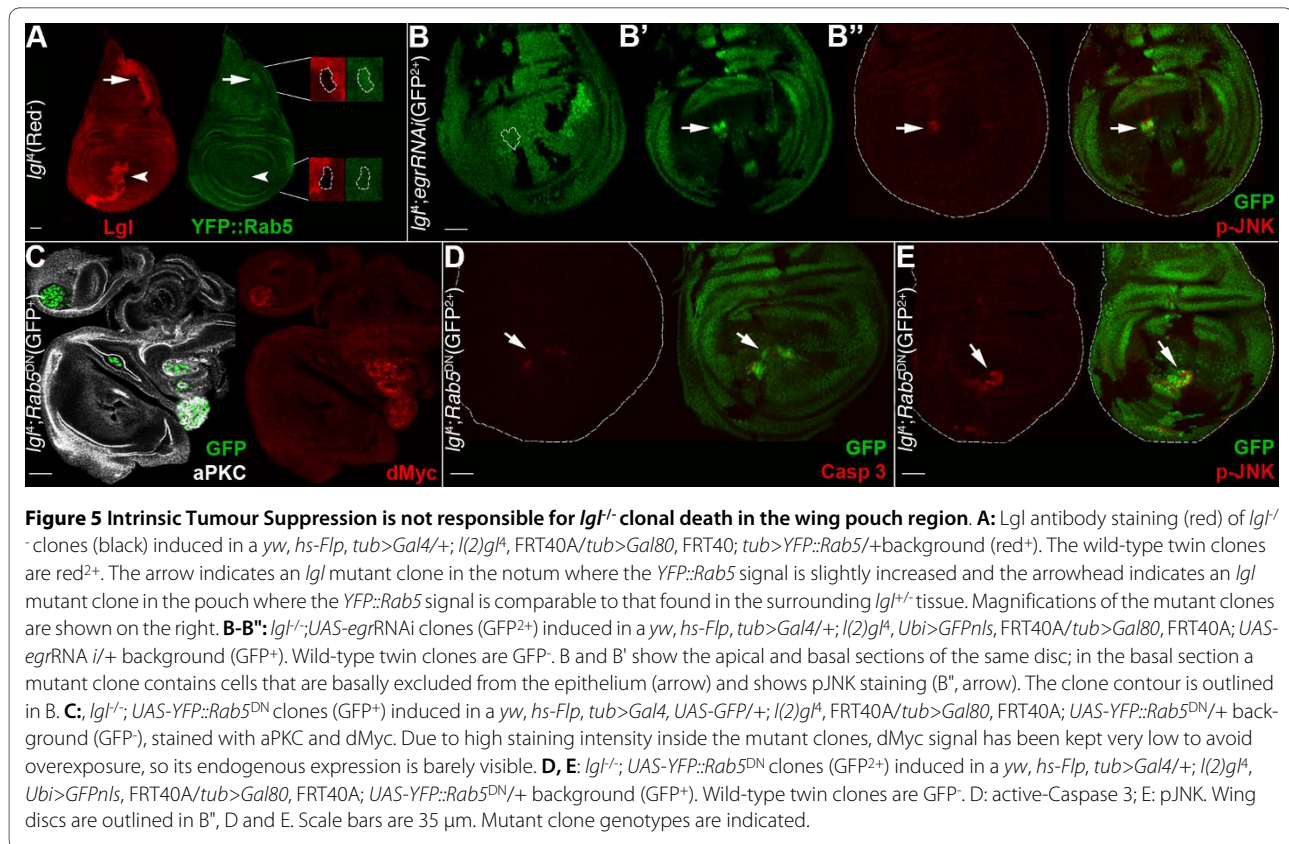 A
B
B'
B"
lgl⁴(Red⁻)
Lgl
YFP::Rab5
lgl⁴;egrRNAi(GFP²⁺)
GFP
p-JNK
C
D
E
lgl⁴;Rab5ᴰᴺ(GFP⁺)
GFP
aPKC
dMyc
lgl⁴;Rab5ᴰᴺ(GFP²⁺)
GFP
Casp 3
lgl⁴;Rab5ᴰᴺ(GFP²⁺)
GFP
p-JNK
Figure 5 Intrinsic Tumour Suppression is not responsible for lgl⁻/⁻ clonal death in the wing pouch region. A: Lgl antibody staining (red) of lgl⁻/
⁻ clones (black) induced in a yw, hs-Flp, tub>Gal4/+; l(2)gl⁴, FRT40A/tub>Gal80, FRT40; tub>YFP::Rab5/+background (red⁺). The wild-type twin clones
are red²⁺. The arrow indicates an lgl mutant clone in the notum where the YFP::Rab5 signal is slightly increased and the arrowhead indicates an lgl
mutant clone in the pouch where the YFP::Rab5 signal is comparable to that found in the surrounding lgl⁺/⁻ tissue. Magnifications of the mutant clones
are shown on the right. B-B": lgl⁻/⁻;UAS-egrRNAi clones (GFP²⁺) induced in a yw, hs-Flp, tub>Gal4/+; l(2)gl⁴, Ubi>GFPnls, FRT40A/tub>Gal80, FRT40A; UAS-
egrRNA i/+ background (GFP⁺). Wild-type twin clones are GFP⁻. B and B' show the apical and basal sections of the same disc; in the basal section a
mutant clone contains cells that are basally excluded from the epithelium (arrow) and shows pJNK staining (B", arrow). The clone contour is outlined
in B. C:, lgl⁻/⁻; UAS-YFP::Rab5ᴰᴺ clones (GFP⁺) induced in a yw, hs-Flp, tub>Gal4, UAS-GFP/+; l(2)gl⁴, FRT40A/tub>Gal80, FRT40A; UAS-YFP::Rab5ᴰᴺ/+ back-
ground (GFP⁻), stained with aPKC and dMyc. Due to high staining intensity inside the mutant clones, dMyc signal has been kept very low to avoid
overexposure, so its endogenous expression is barely visible. D, E: lgl⁻/⁻; UAS-YFP::Rab5ᴰᴺ clones (GFP²⁺) induced in a yw, hs-Flp, tub>Gal4/+; l(2)gl⁴,
Ubi>GFPnls, FRT40A/tub>Gal80, FRT40A; UAS-YFP::Rab5ᴰᴺ/+ background (GFP⁺). Wild-type twin clones are GFP⁻. D: active-Caspase 3; E: pJNK. Wing
discs are outlined in B", D and E. Scale bars are 35 μm. Mutant clone genotypes are indicated.